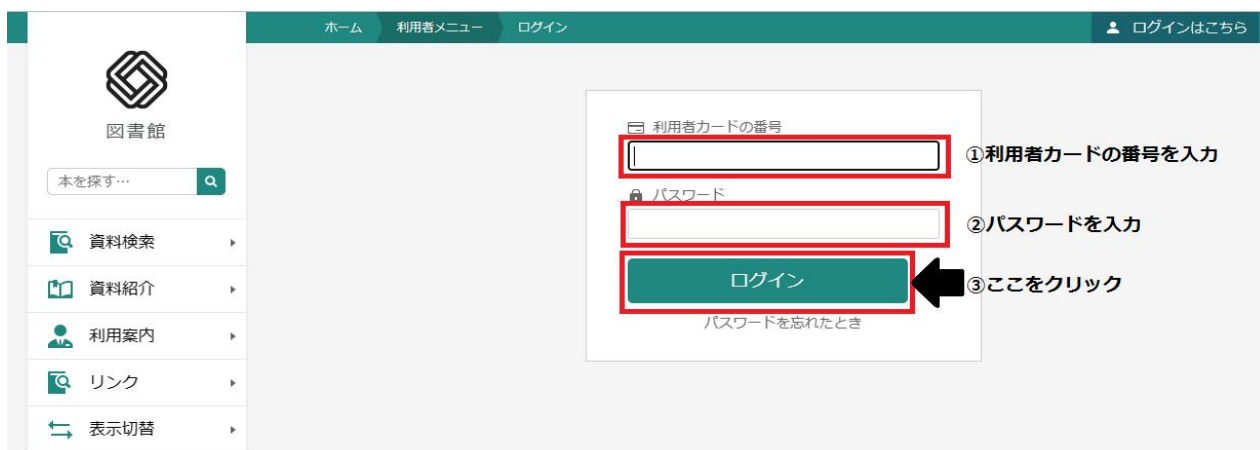 ホーム 利用者メニュー ログイン ログインはこちら
図書館
本を探す…
資料検索
資料紹介
利用案内
リンク
表示切替
利用者カードの番号
①利用者カードの番号を入力
パスワード
②パスワードを入力
ログイン
③ここをクリック
パスワードを忘れたとき